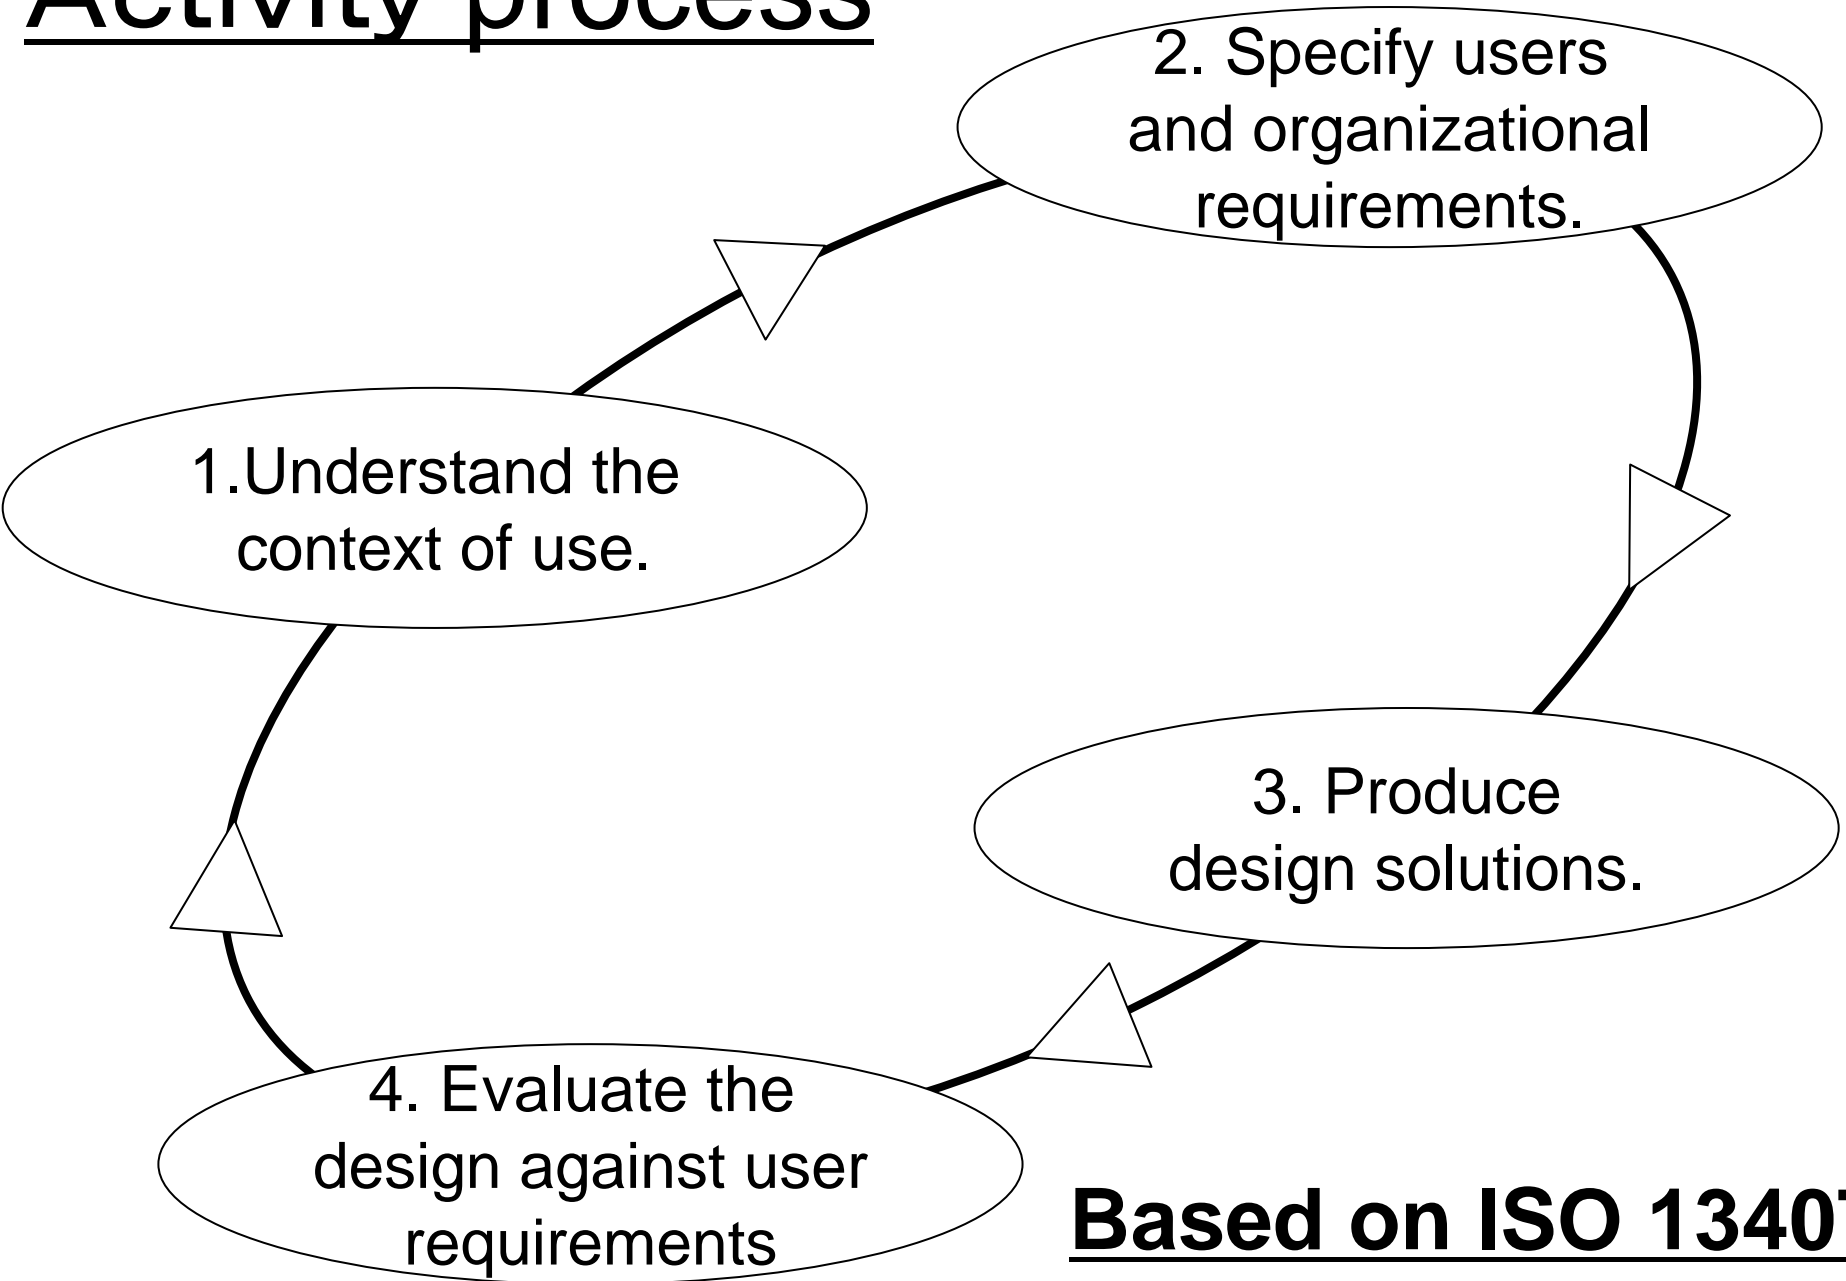 Activity process
2. Specify users
and organizational
requirements.
1.Understand the
context of use.
3. Produce
design solutions.
4. Evaluate the
design against user
requirements
Based on ISO 13407